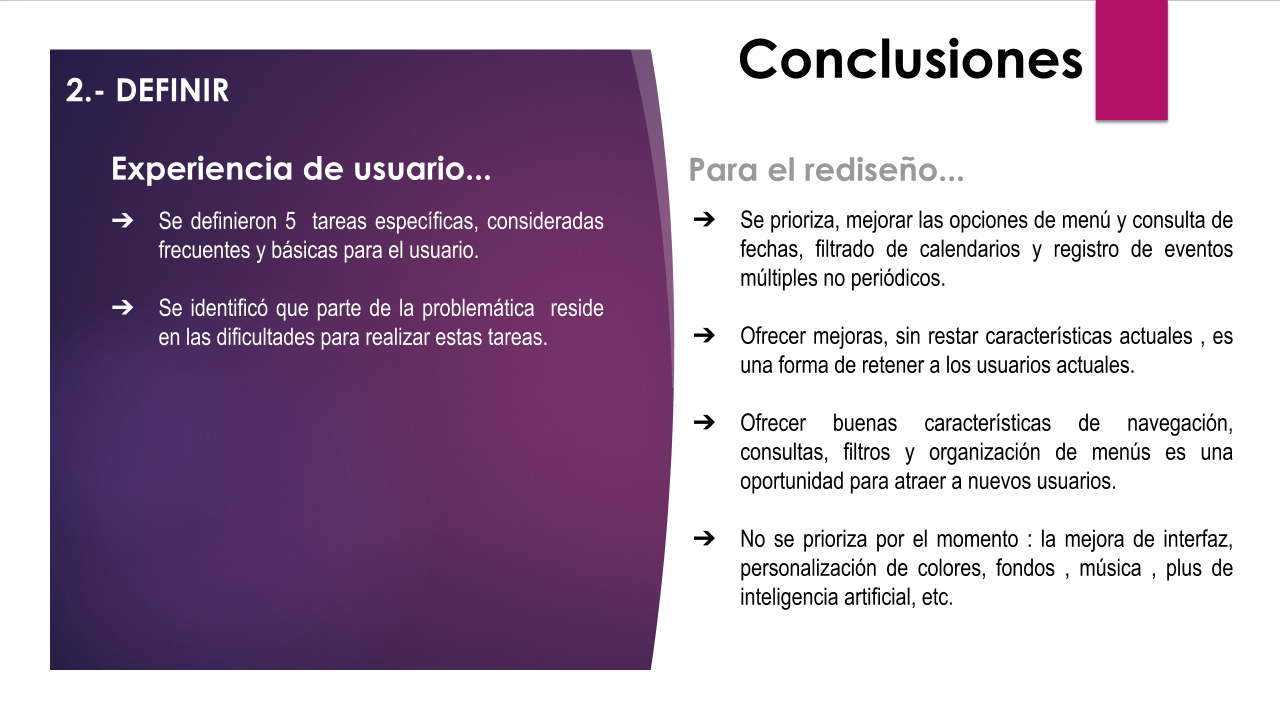 Conclusiones
2.- DEFINIR
Experiencia de usuario...
➔ Se definieron 5 tareas específicas, consideradas
frecuentes y básicas para el usuario.
➔ Se identificó que parte de la problemática reside
en las dificultades para realizar estas tareas.
Para el rediseño...
➔ Se prioriza, mejorar las opciones de menú y consulta de
fechas, filtrado de calendarios y registro de eventos
múltiples no periódicos.
➔ Ofrecer mejoras, sin restar características actuales , es
una forma de retener a los usuarios actuales.
➔ Ofrecer buenas características de navegación,
consultas, filtros y organización de menús es una
oportunidad para atraer a nuevos usuarios.
➔ No se prioriza por el momento : la mejora de interfaz,
personalización de colores, fondos , música , plus de
inteligencia artificial, etc.